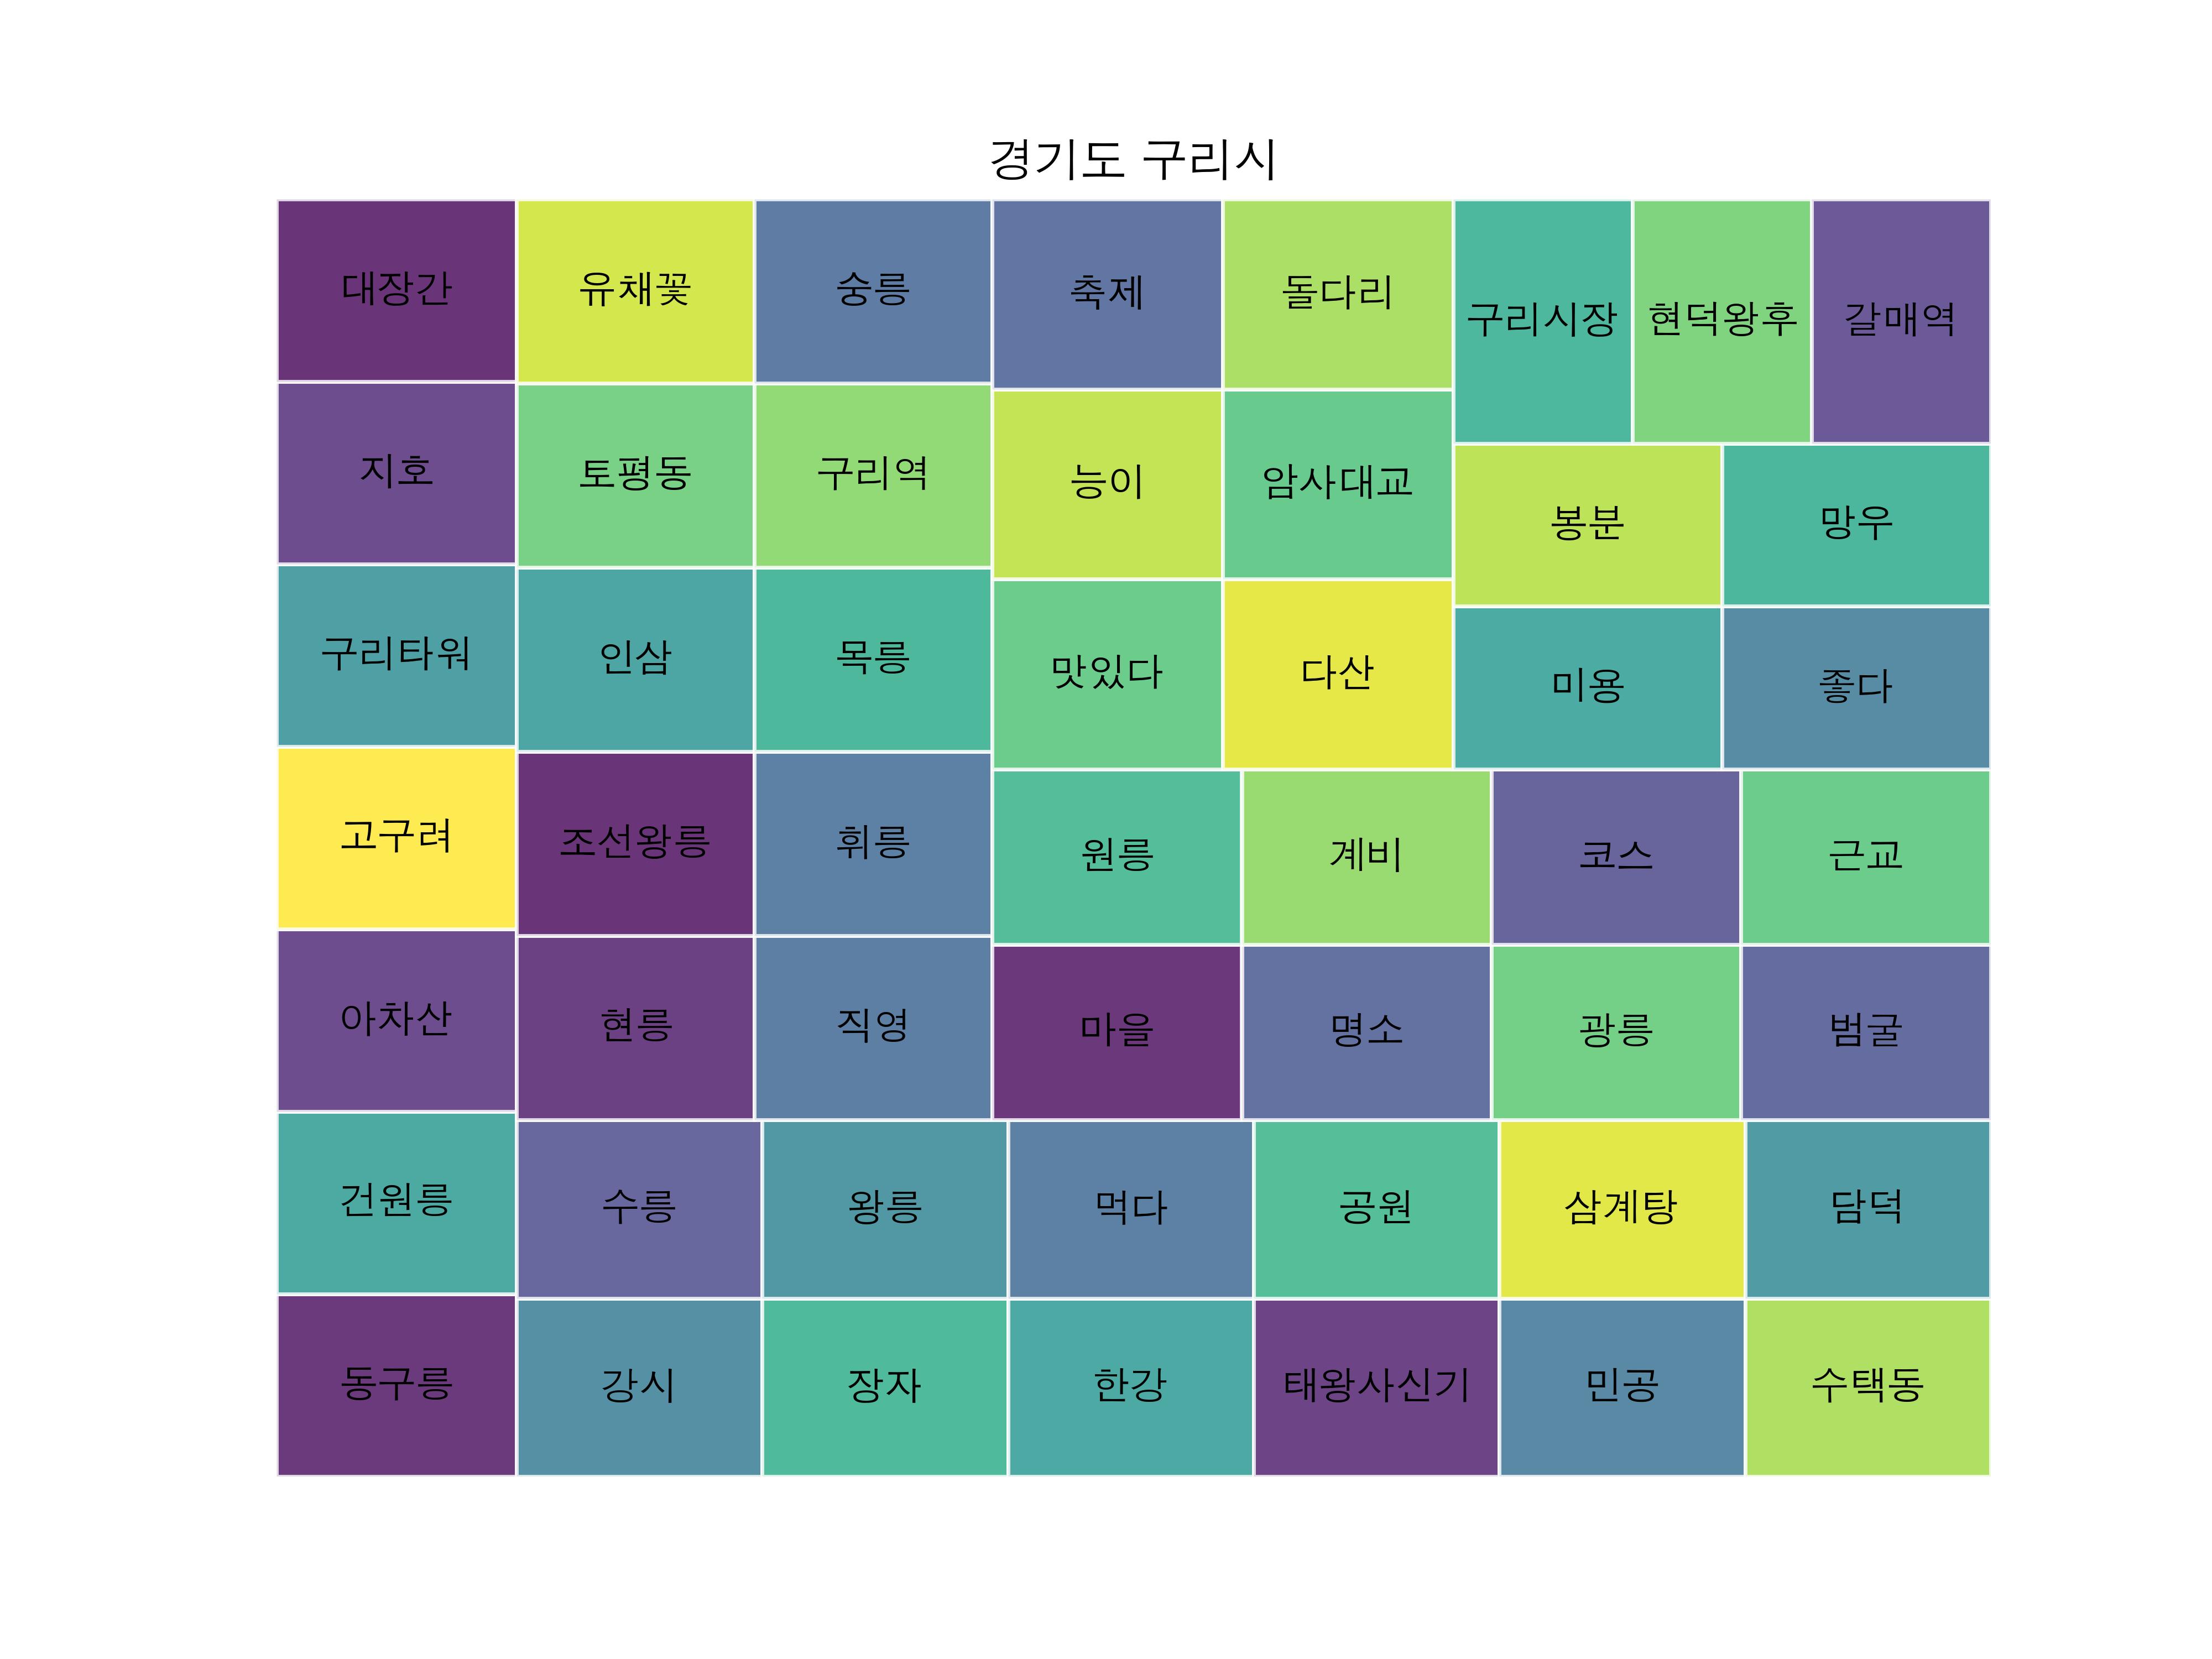 경기도 구리시
대장간
유채꽃
숭릉
축제
돌다리
구리시장
현덕왕후
갈매역
지호
토평동
구리역
능이
암사대교
봉분
망우
구리타워
인삼
목릉
맛있다
다산
미용
좋다
고구려
조선왕릉
휘릉
원릉
계비
코스
근교
아차산
현릉
직영
마을
명소
광릉
범굴
건원릉
수릉
왕릉
먹다
공원
삼계탕
담덕
동구릉
강시
장자
한강
태왕사신기
민공
수택동